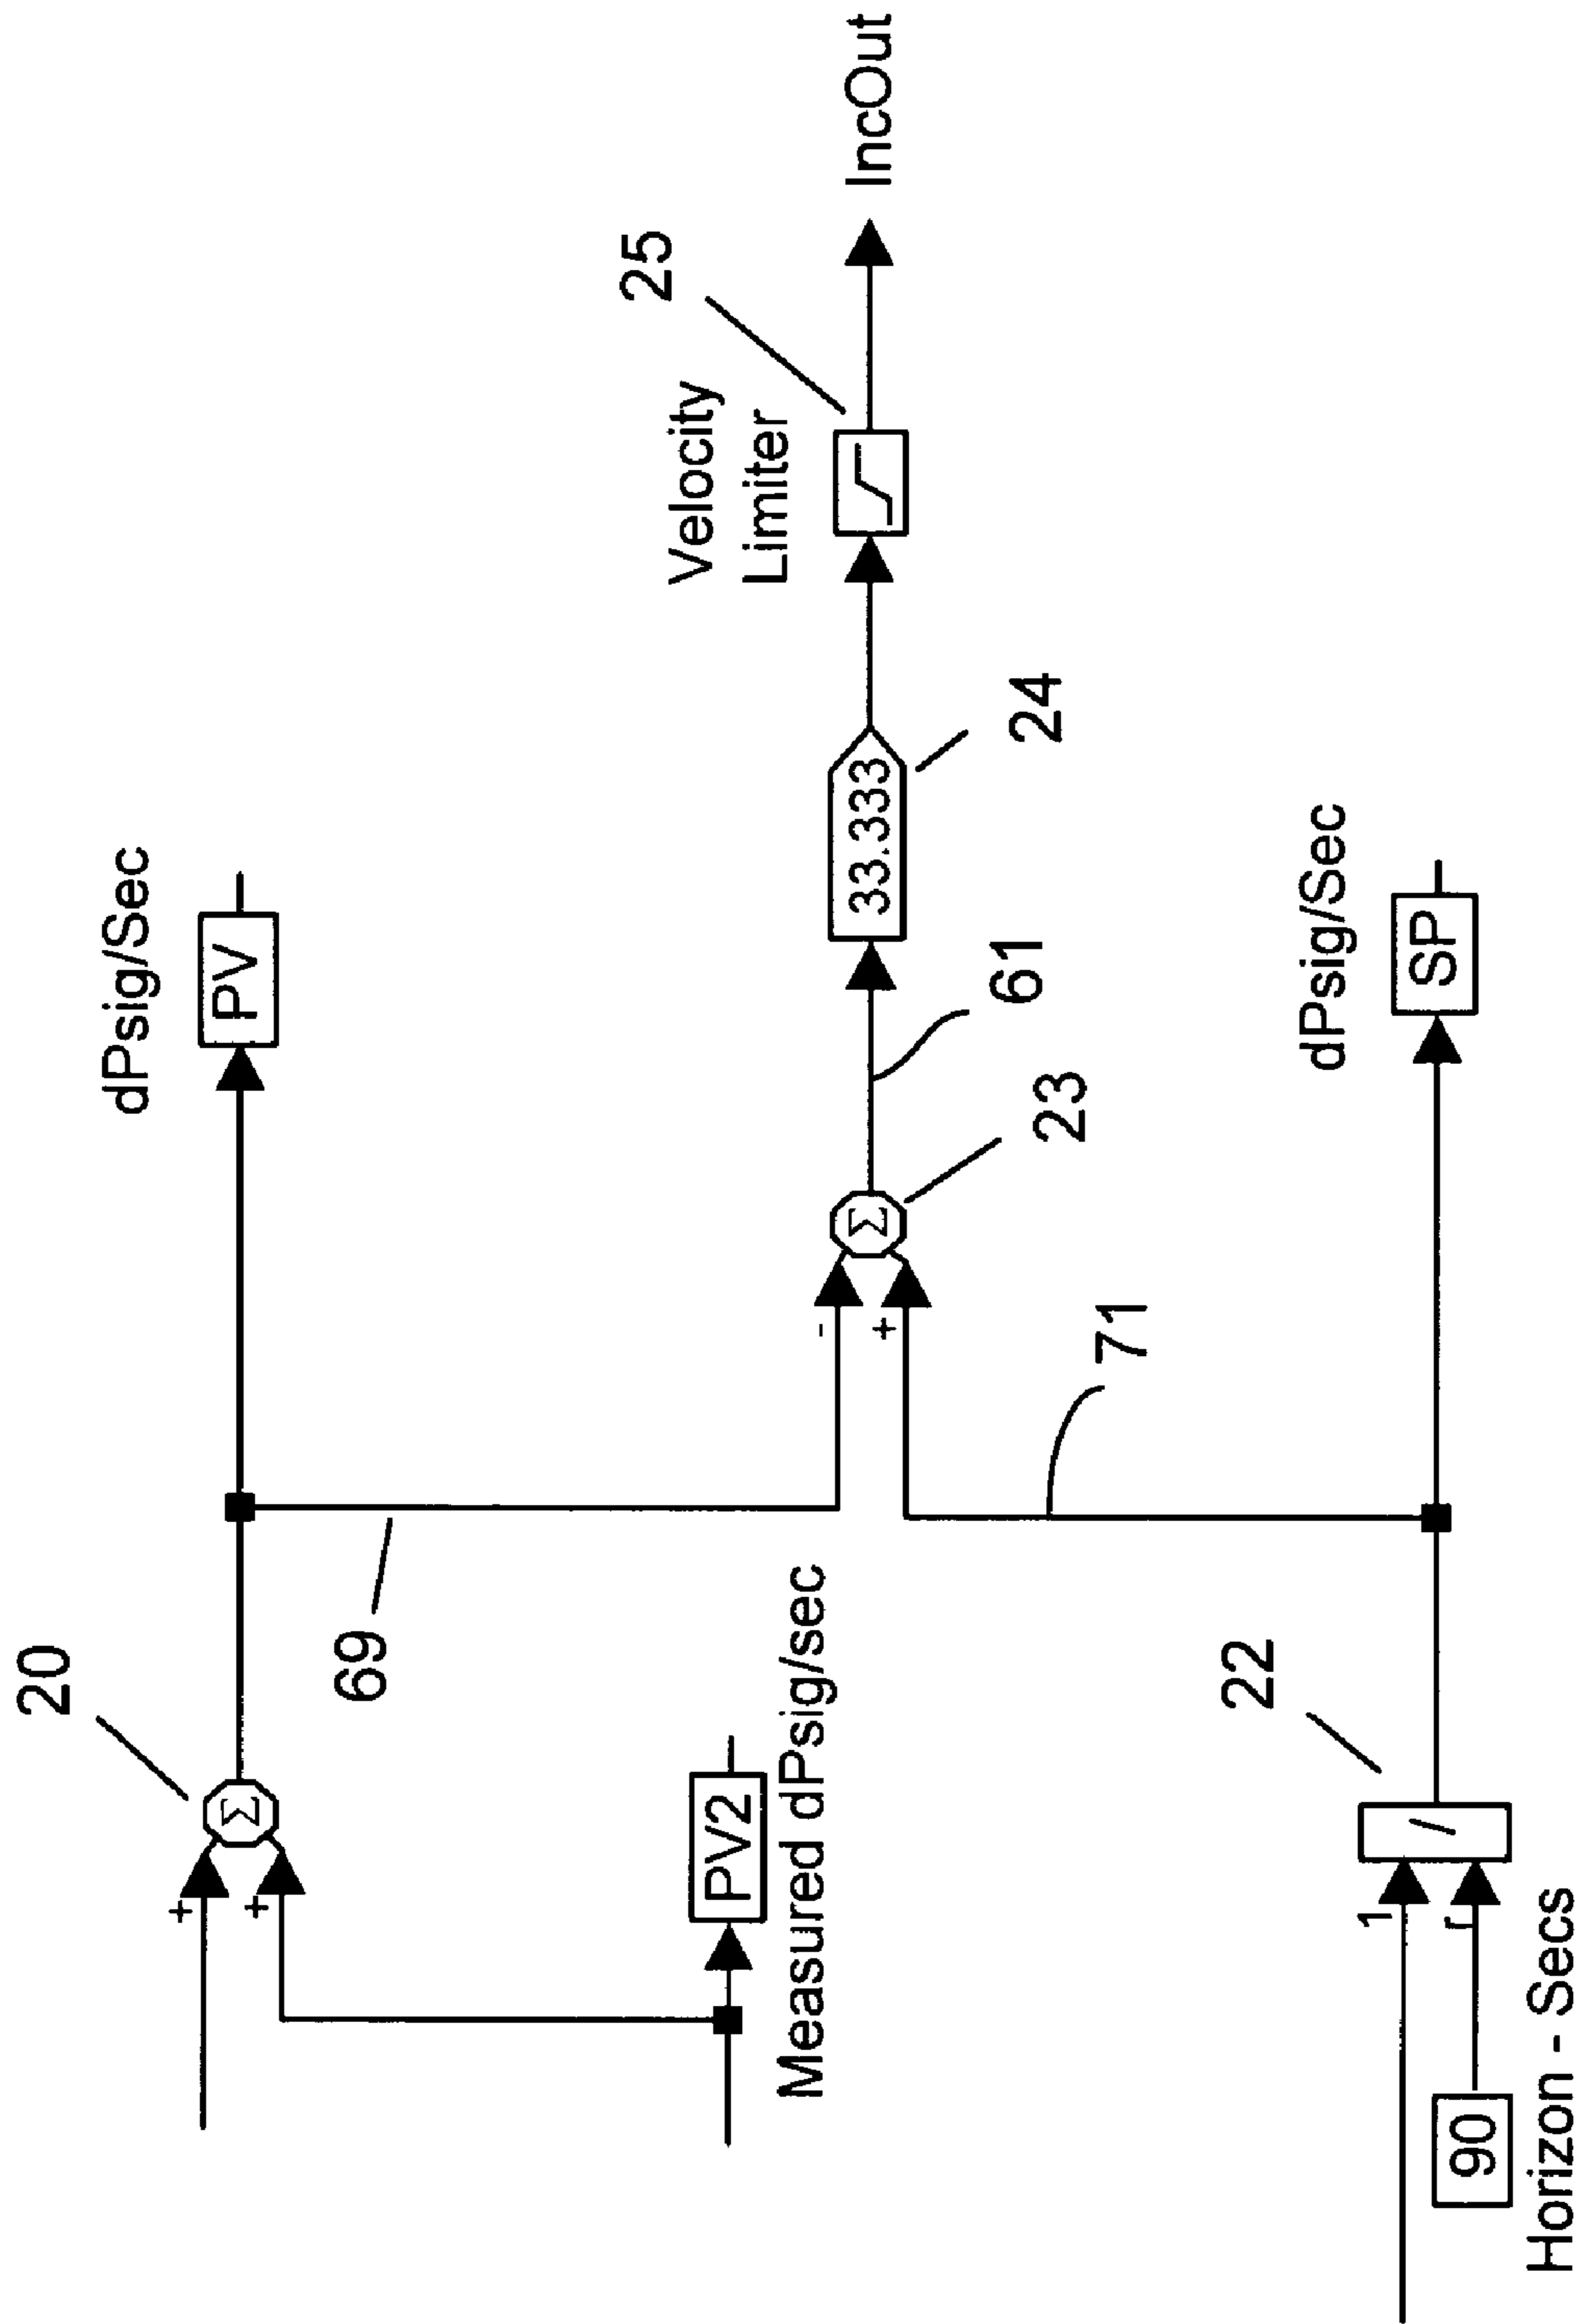 20
+
Σ
+
69
dPsig/Sec
PV
PV2
Measured dPsig/sec
-
+
Σ
23
61
33.333
24
Velocity
Limiter
25
IncOut
71
22
1
r
/
90
Horizon - Secs
dPsig/Sec
SP